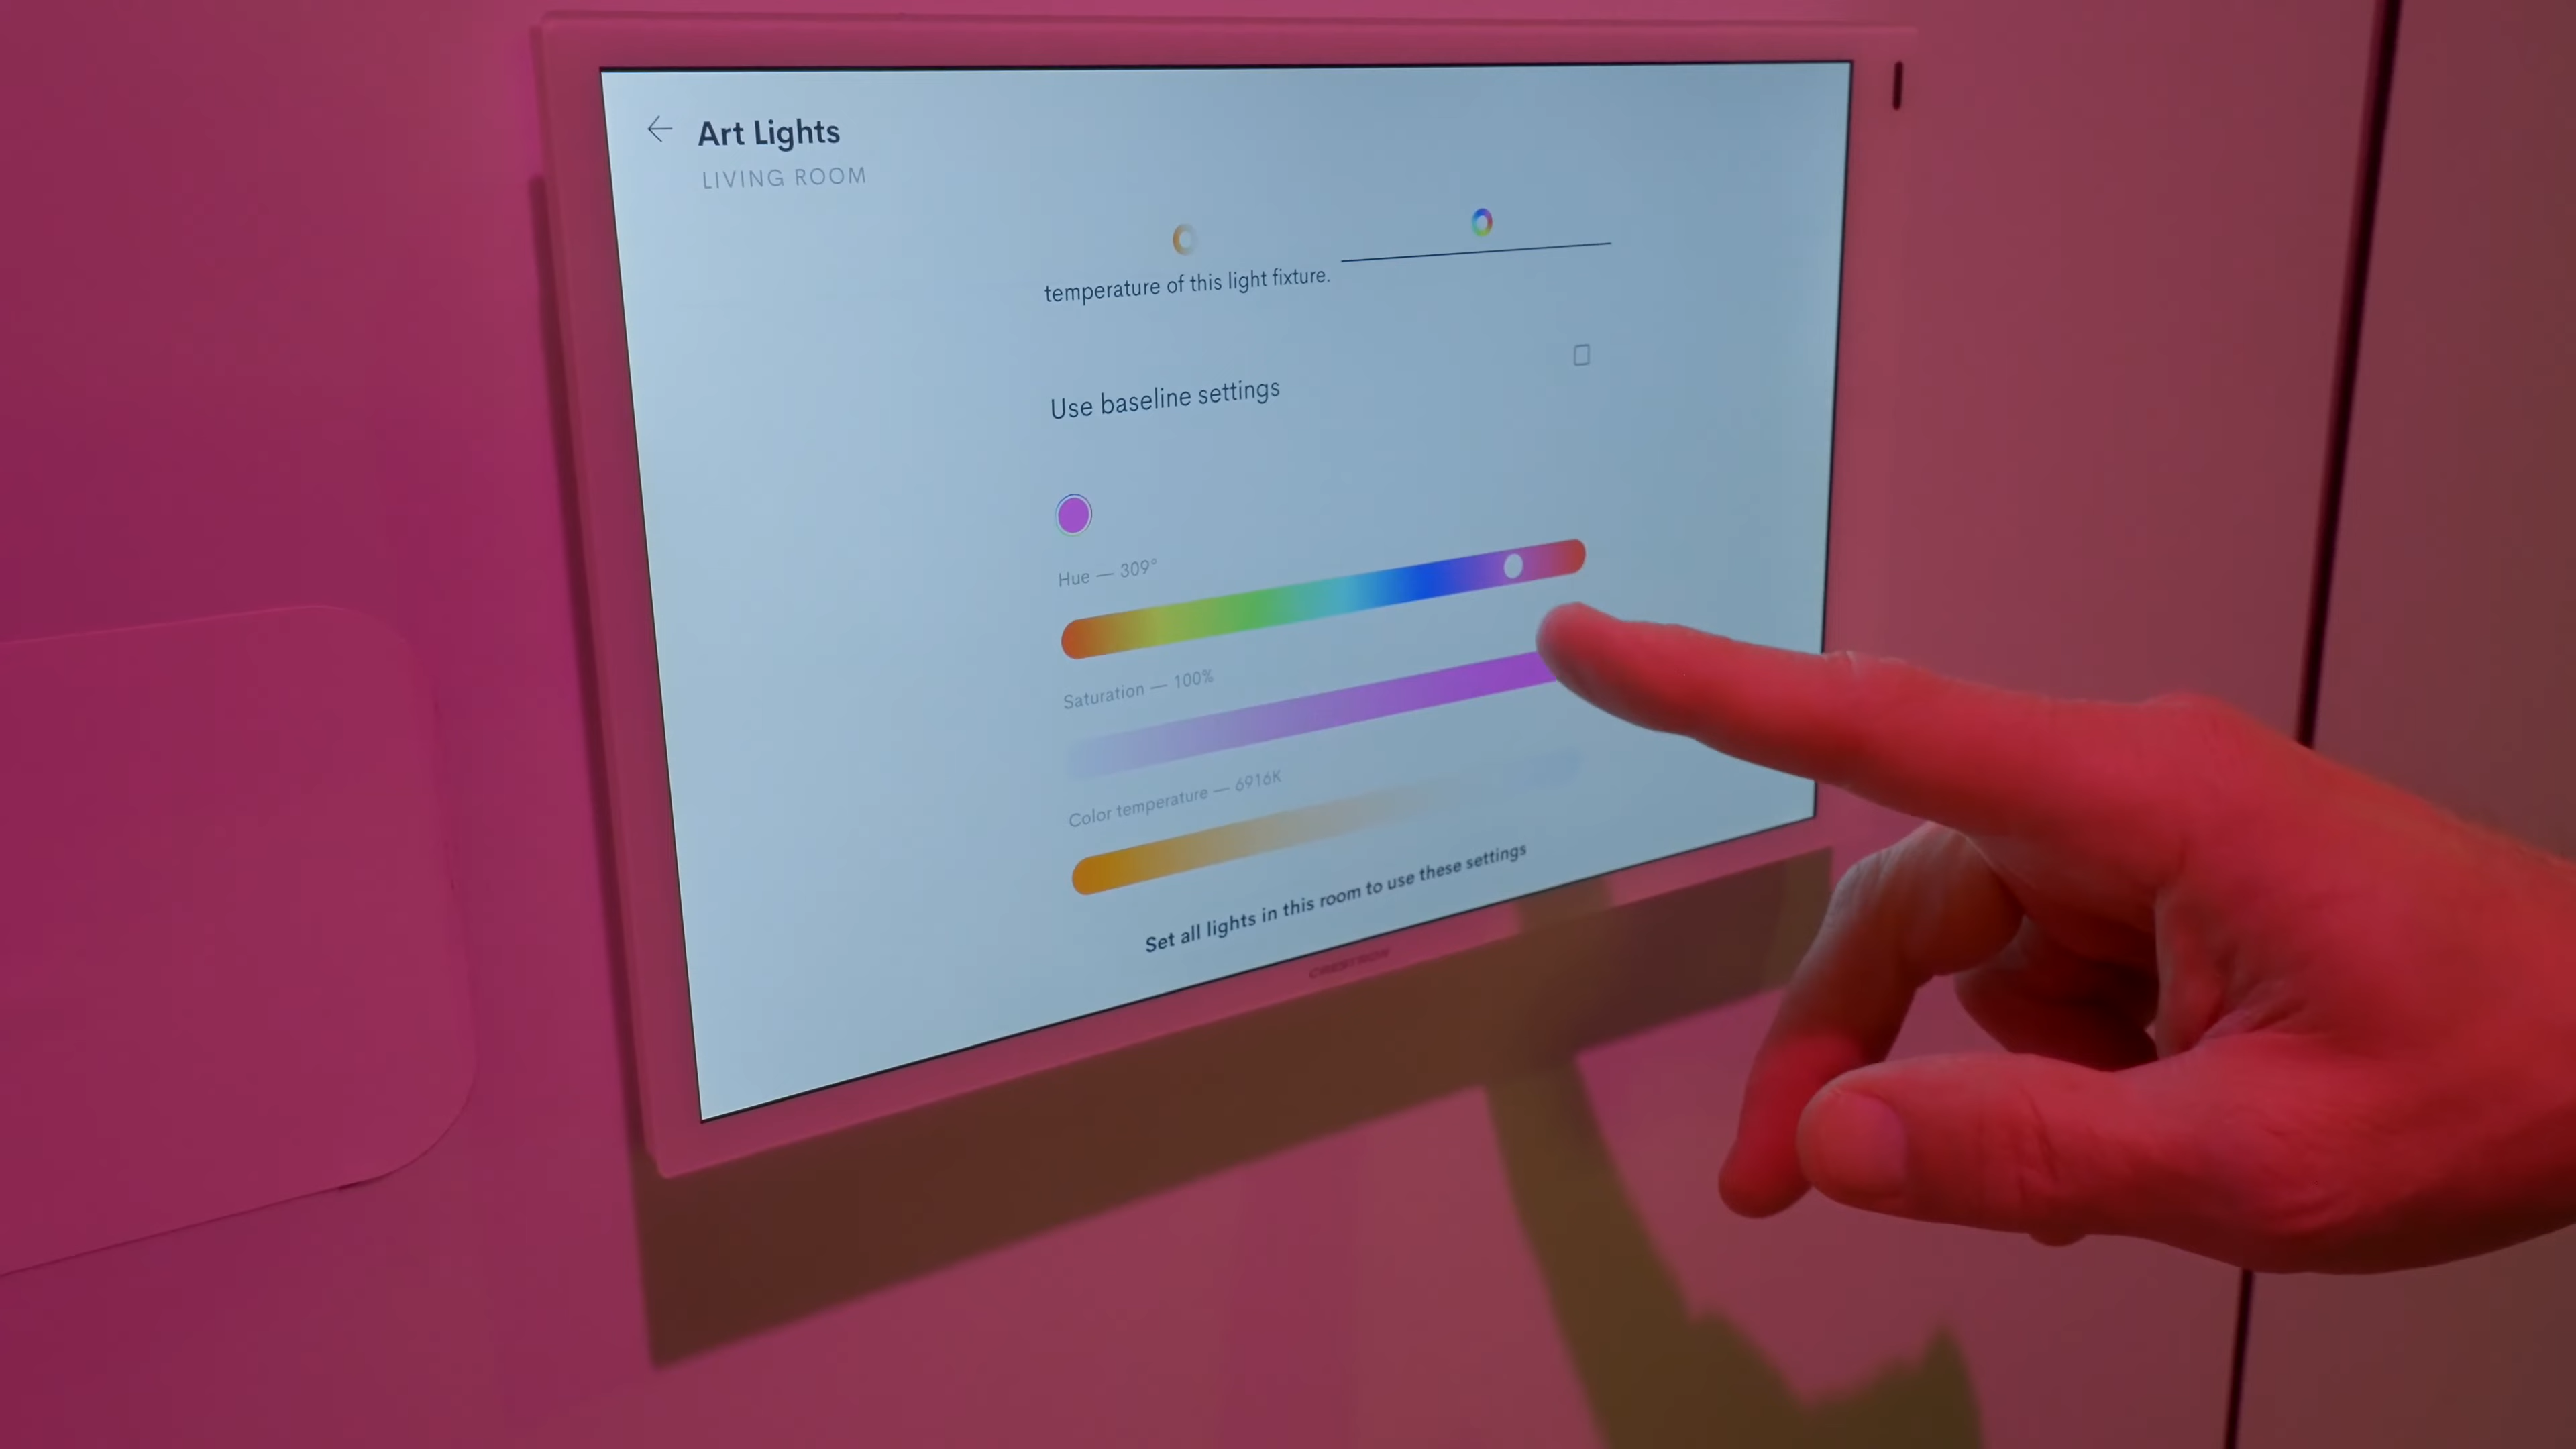 Art Lights
LIVING ROOM
temperature of this light fixture.
Use baseline settings
Hue — 309°
Saturation — 100%
Color temperature — 6916K
Set all lights in this room to use these settings
CRESTRON